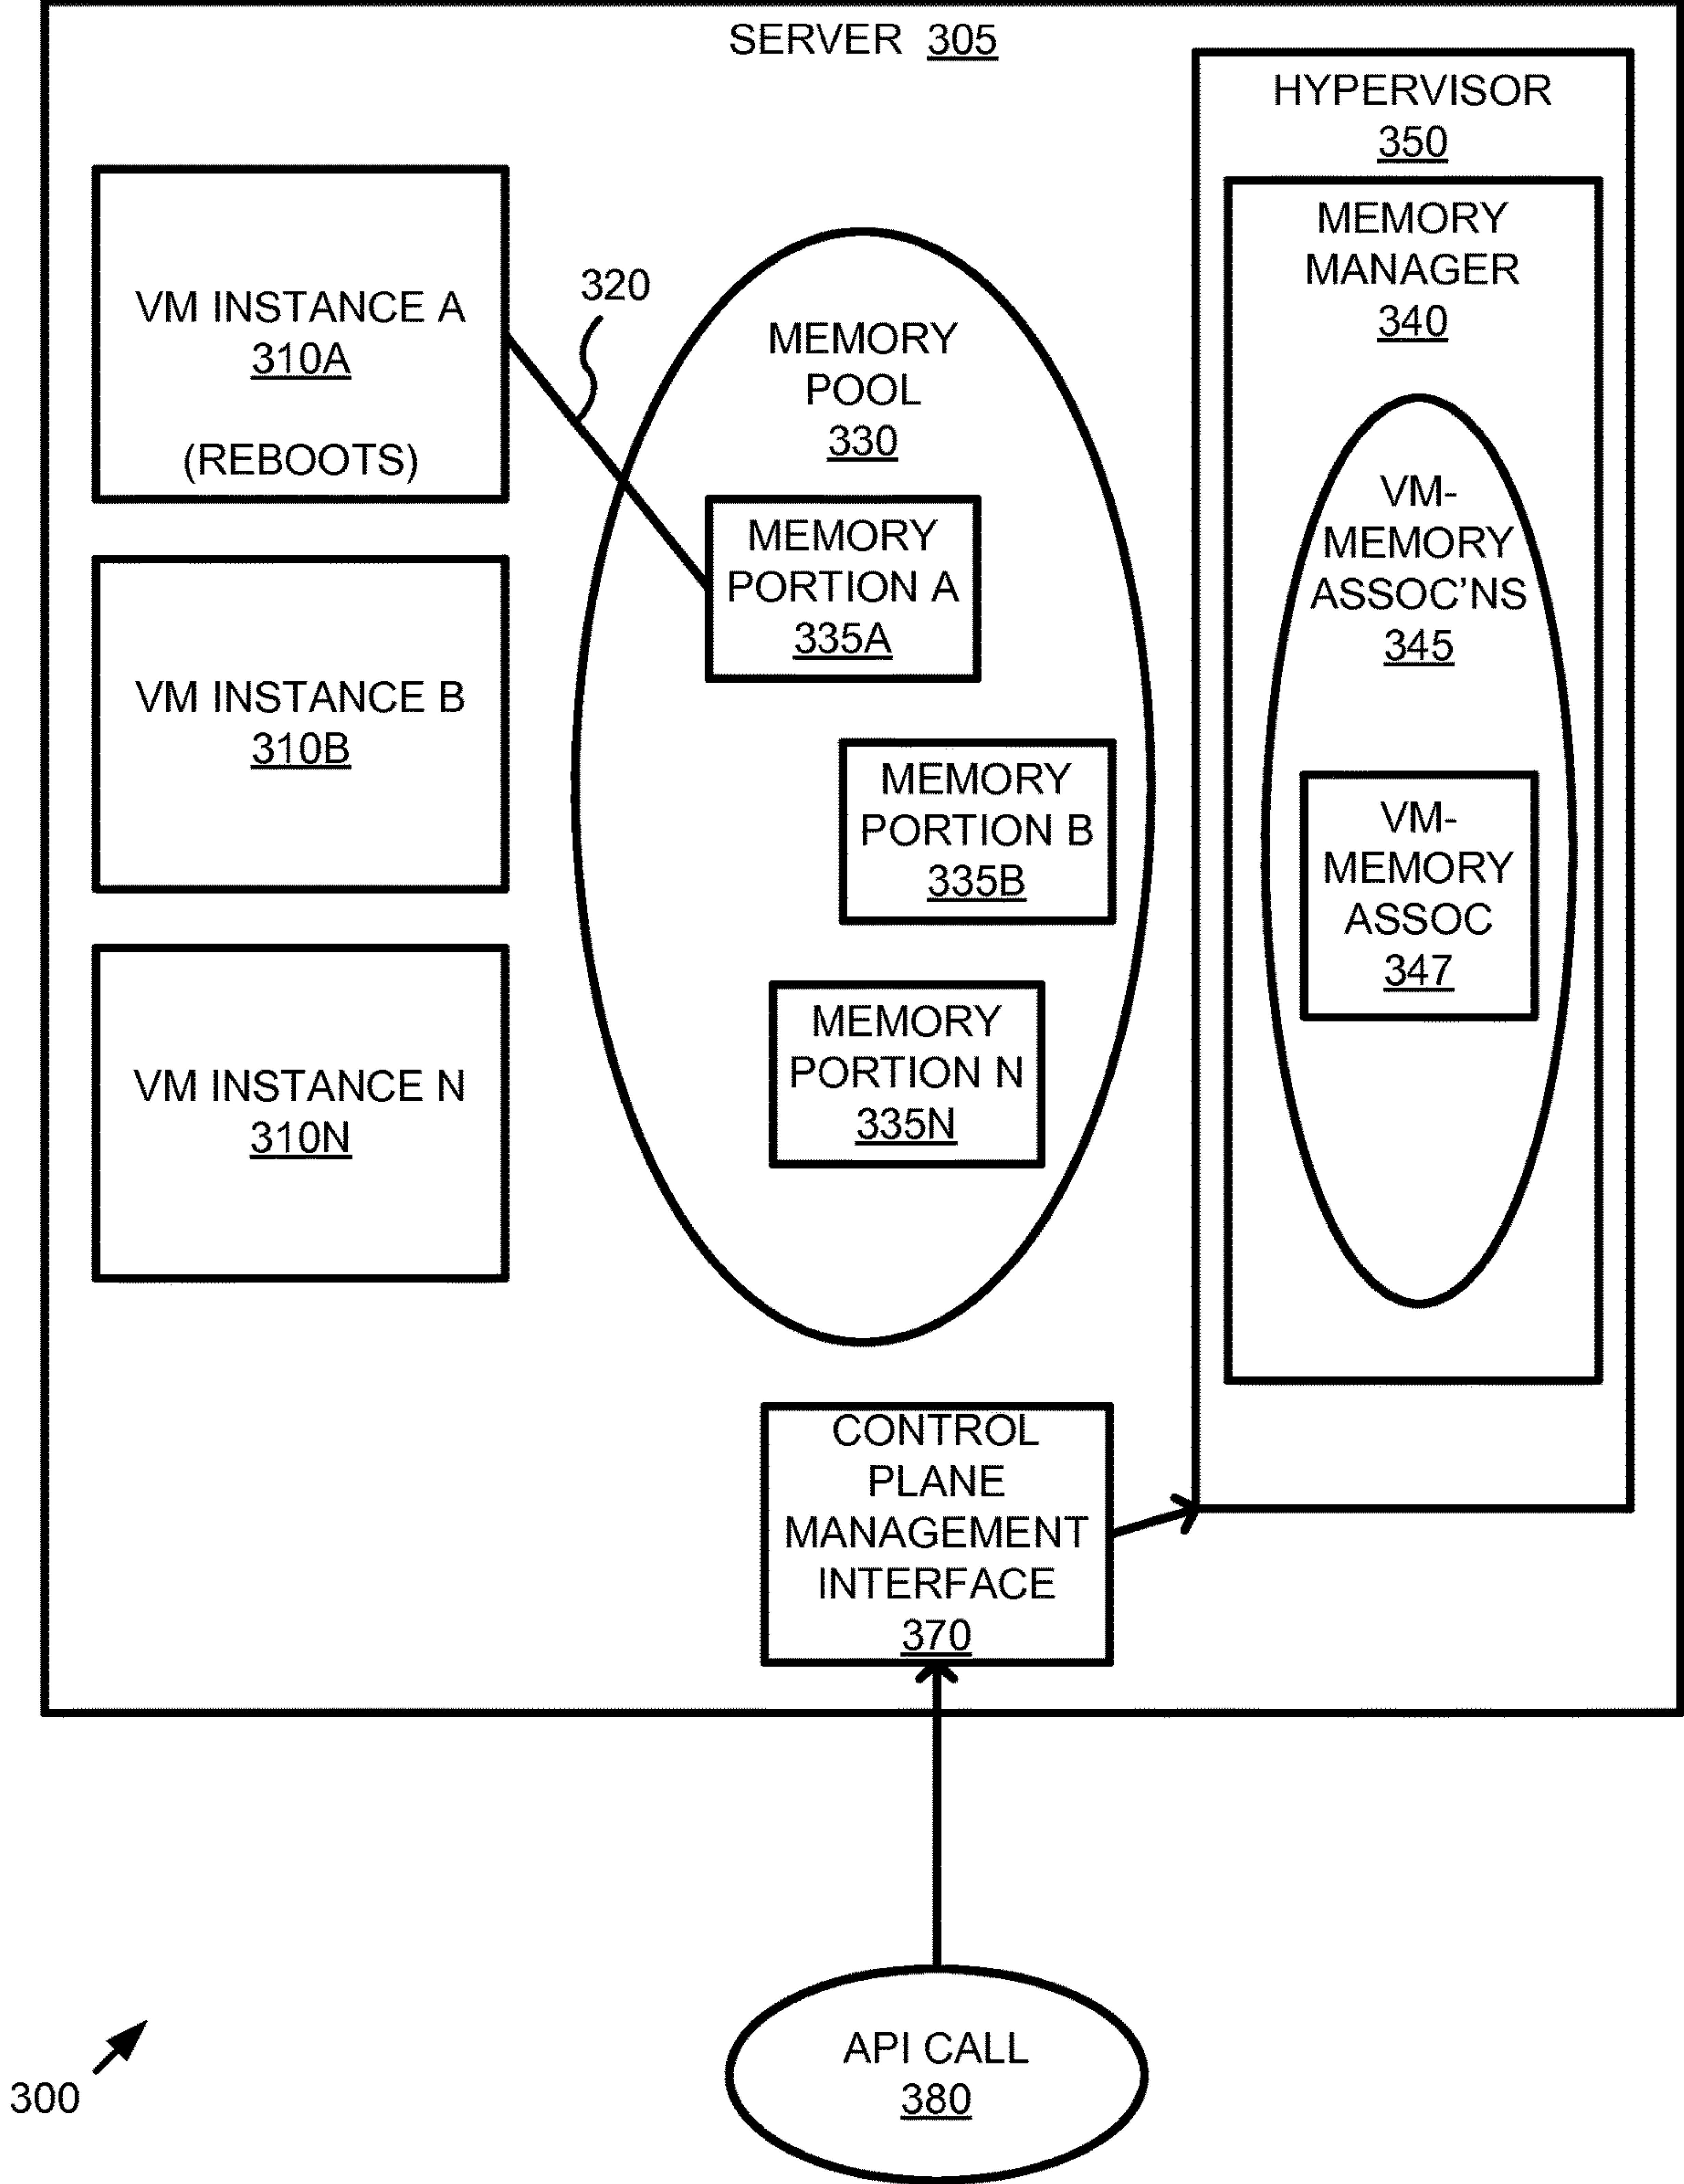 SERVER 305
HYPERVISOR
350
MEMORY
MANAGER
340
VM-
MEMORY
ASSOC'NS
345
VM-
MEMORY
ASSOC
347
VM INSTANCE A
310A
(REBOOTS)
320
MEMORY
POOL
330
MEMORY
PORTION A
335A
VM INSTANCE B
310B
MEMORY
PORTION B
335B
VM INSTANCE N
310N
MEMORY
PORTION N
335N
CONTROL
PLANE
MANAGEMENT
INTERFACE
370
API CALL
380
300